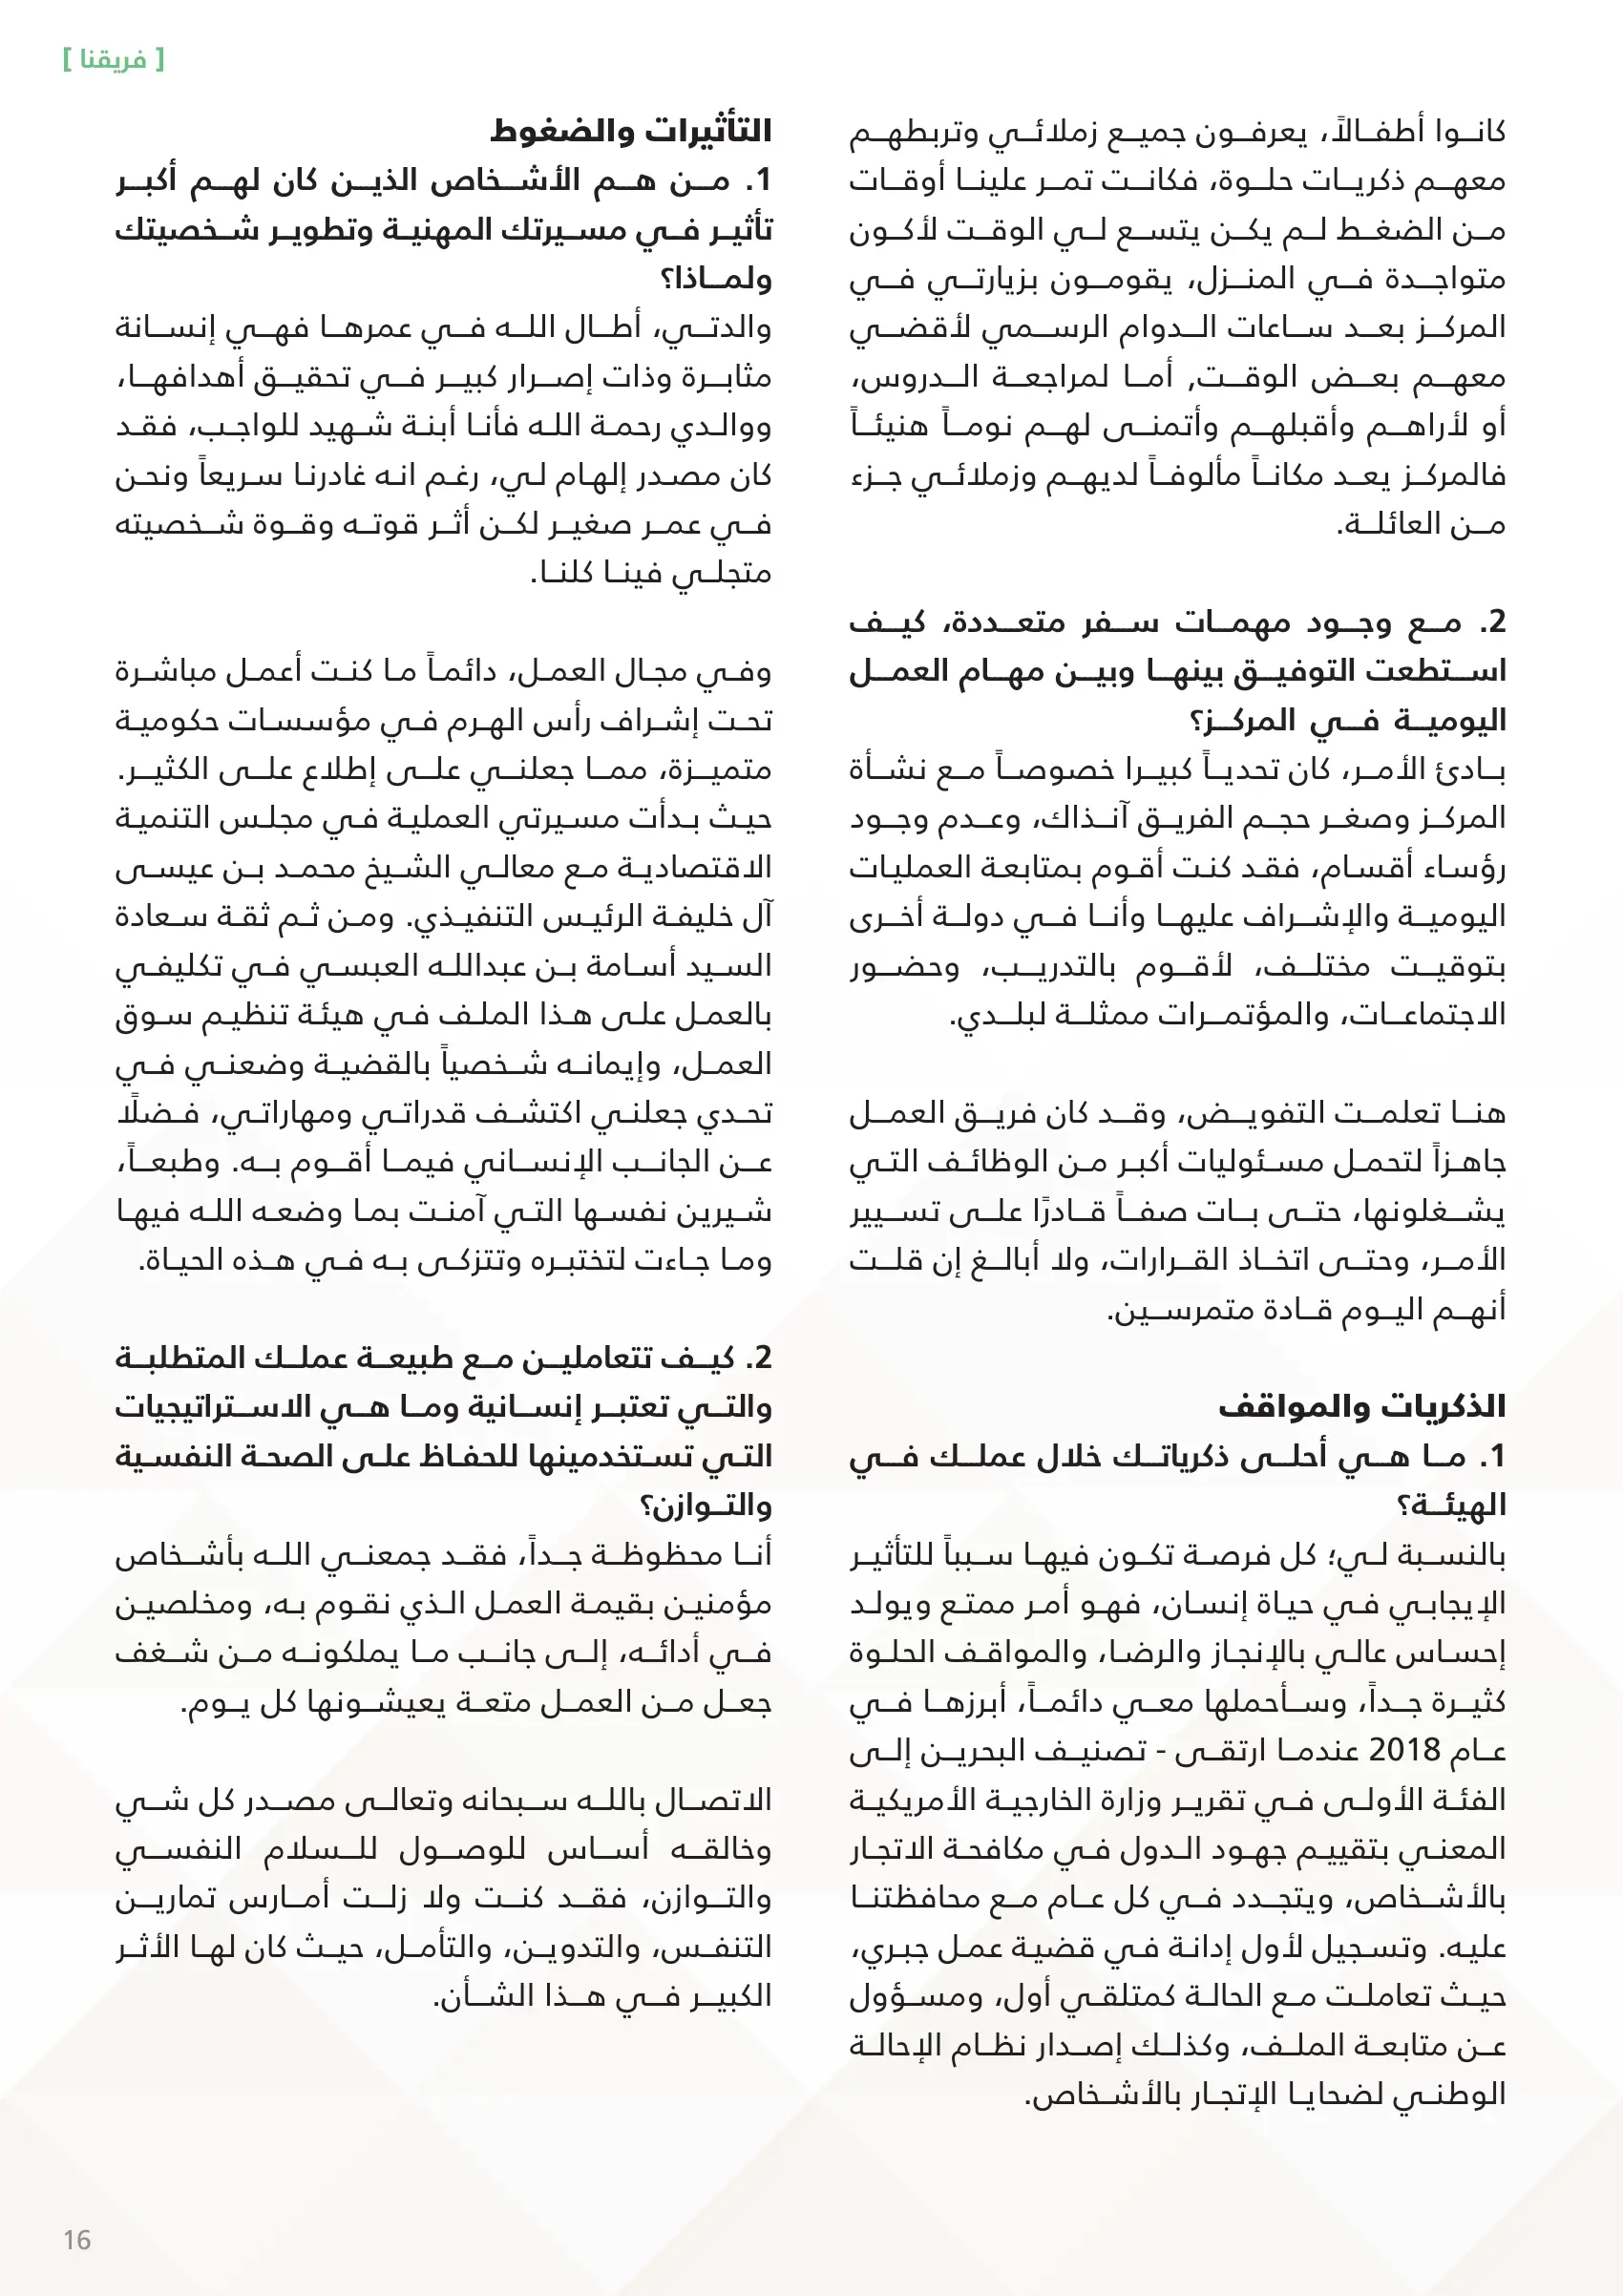 [ فريقنا ]
كانوا أطفالاً، يعرفون جميع زملائي وتربطهم
معهم ذكريات حلوة، فكانت تمر علينا أوقات
من الضغط لم يكن يتسع لي الوقت لأكون
متواجدة في المنزل، يقومون بزيارتي في
المركز بعد ساعات الدوام الرسمي لأقضي
معهم بعض الوقت, أما لمراجعة الدروس،
أو لأراهم وأقبلهم وأتمنى لهم نوماً هنيئاً
فالمركز يعد مكاناً مألوفاً لديهم وزملائي جزء
من العائلة.
2. مع وجود مهمات سفر متعددة، كيف
استطعت التوفيق بينها وبين مهام العمل
اليومية في المركز؟
بادئ الأمر، كان تحدياً كبيرا خصوصاً مع نشأة
المركز وصغر حجم الفريق آنذاك، وعدم وجود
رؤساء أقسام، فقد كنت أقوم بمتابعة العمليات
اليومية والإشراف عليها وأنا في دولة أخرى
بتوقيت مختلف، لأقوم بالتدريب، وحضور
الاجتماعات، والمؤتمرات ممثلة لبلدي.
هنا تعلمت التفويض، وقد كان فريق العمل
جاهزاً لتحمل مسئوليات أكبر من الوظائف التي
يشغلونها، حتى بات صفاً قادرًا على تسيير
الأمر، وحتى اتخاذ القرارات، ولا أبالغ إن قلت
أنهم اليوم قادة متمرسين.
الذكريات والمواقف
1. ما هي أحلى ذكرياتك خلال عملك في
الهيئة؟
بالنسبة لي؛ كل فرصة تكون فيها سبباً للتأثير
الإيجابي في حياة إنسان، فهو أمر ممتع ويولد
إحساس عالي بالإنجاز والرضا، والمواقف الحلوة
كثيرة جداً، وسأحملها معي دائماً، أبرزها في
عام 2018 عندما ارتقى - تصنيف البحرين إلى
الفئة الأولى في تقرير وزارة الخارجية الأمريكية
المعني بتقييم جهود الدول في مكافحة الاتجار
بالأشخاص، ويتجدد في كل عام مع محافظتنا
عليه. وتسجيل لأول إدانة في قضية عمل جبري،
حيث تعاملت مع الحالة كمتلقي أول، ومسؤول
عن متابعة الملف، وكذلك إصدار نظام الإحالة
الوطني لضحايا الإتجار بالأشخاص.
التأثيرات والضغوط
1. من هم الأشخاص الذين كان لهم أكبر
تأثير في مسيرتك المهنية وتطوير شخصيتك
ولماذا؟
والدتي، أطال الله في عمرها فهي إنسانة
مثابرة وذات إصرار كبير في تحقيق أهدافها،
ووالدي رحمة الله فأنا أبنة شهيد للواجب، فقد
كان مصدر إلهام لي، رغم انه غادرنا سريعاً ونحن
في عمر صغير لكن أثر قوته وقوة شخصيته
متجلي فينا كلنا.
وفي مجال العمل، دائماً ما كنت أعمل مباشرة
تحت إشراف رأس الهرم في مؤسسات حكومية
متميزة، مما جعلني على إطلاع على الكثير.
حيث بدأت مسيرتي العملية في مجلس التنمية
الاقتصادية مع معالي الشيخ محمد بن عيسى
آل خليفة الرئيس التنفيذي. ومن ثم ثقة سعادة
السيد أسامة بن عبدالله العبسي في تكليفي
بالعمل على هذا الملف في هيئة تنظيم سوق
العمل، وإيمانه شخصياً بالقضية وضعني في
تحدي جعلني اكتشف قدراتي ومهاراتي، فضلًا
عن الجانب الإنساني فيما أقوم به. وطبعاً،
شيرين نفسها التي آمنت بما وضعه الله فيها
وما جاءت لتختبره وتتزكى به في هذه الحياة.
2. كيف تتعاملين مع طبيعة عملك المتطلبة
والتي تعتبر إنسانية وما هي الاستراتيجيات
التي تستخدمينها للحفاظ على الصحة النفسية
والتوازن؟
أنا محظوظة جداً، فقد جمعني الله بأشخاص
مؤمنين بقيمة العمل الذي نقوم به، ومخلصين
في أدائه، إلى جانب ما يملكونه من شغف
جعل من العمل متعة يعيشونها كل يوم.
الاتصال بالله سبحانه وتعالى مصدر كل شي
وخالقه أساس للوصول للسلام النفسي
والتوازن، فقد كنت ولا زلت أمارس تمارين
التنفس، والتدوين، والتأمل، حيث كان لها الأثر
الكبير في هذا الشأن.
16